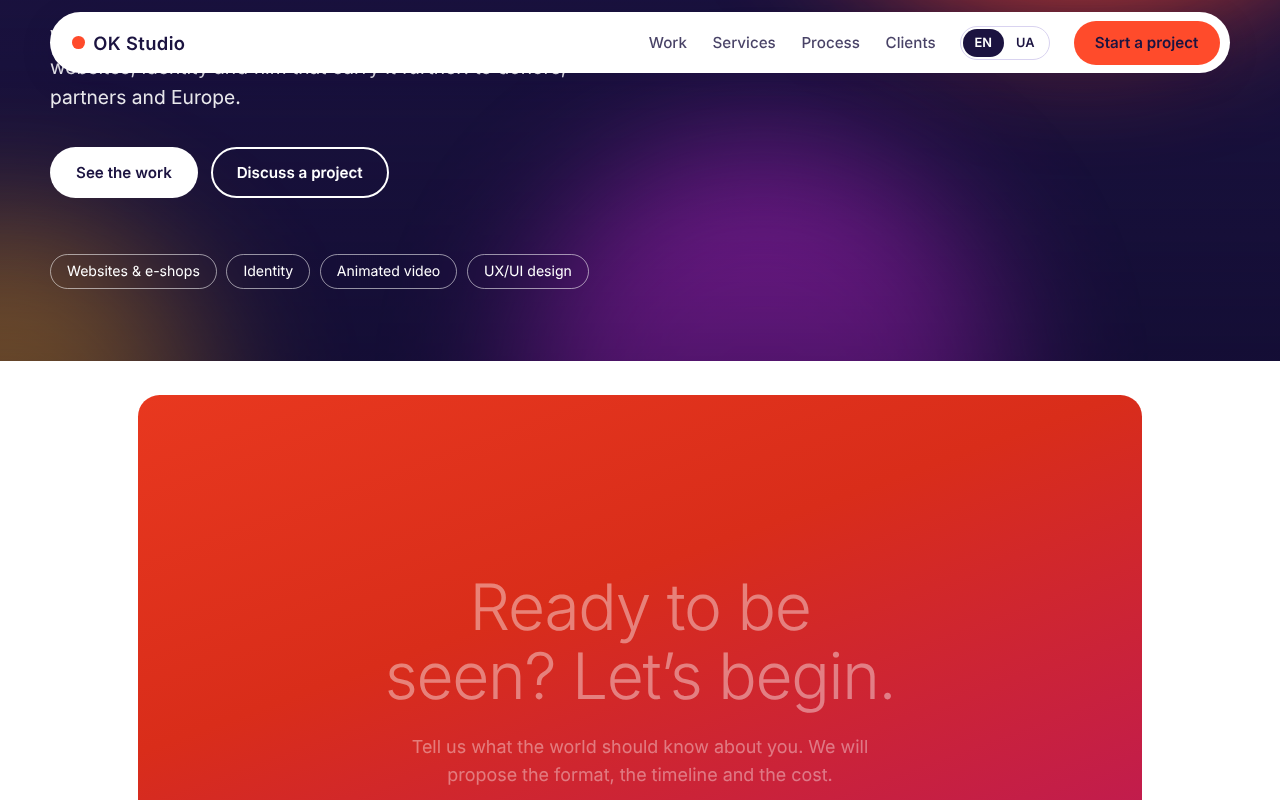 OK Studio
Work
Services
Process
Clients
EN
UA
Start a project
partners and Europe.
See the work
Discuss a project
Websites & e-shops
Identity
Animated video
UX/UI design
Ready to be
seen? Let’s begin.
Tell us what the world should know about you. We will
propose the format, the timeline and the cost.